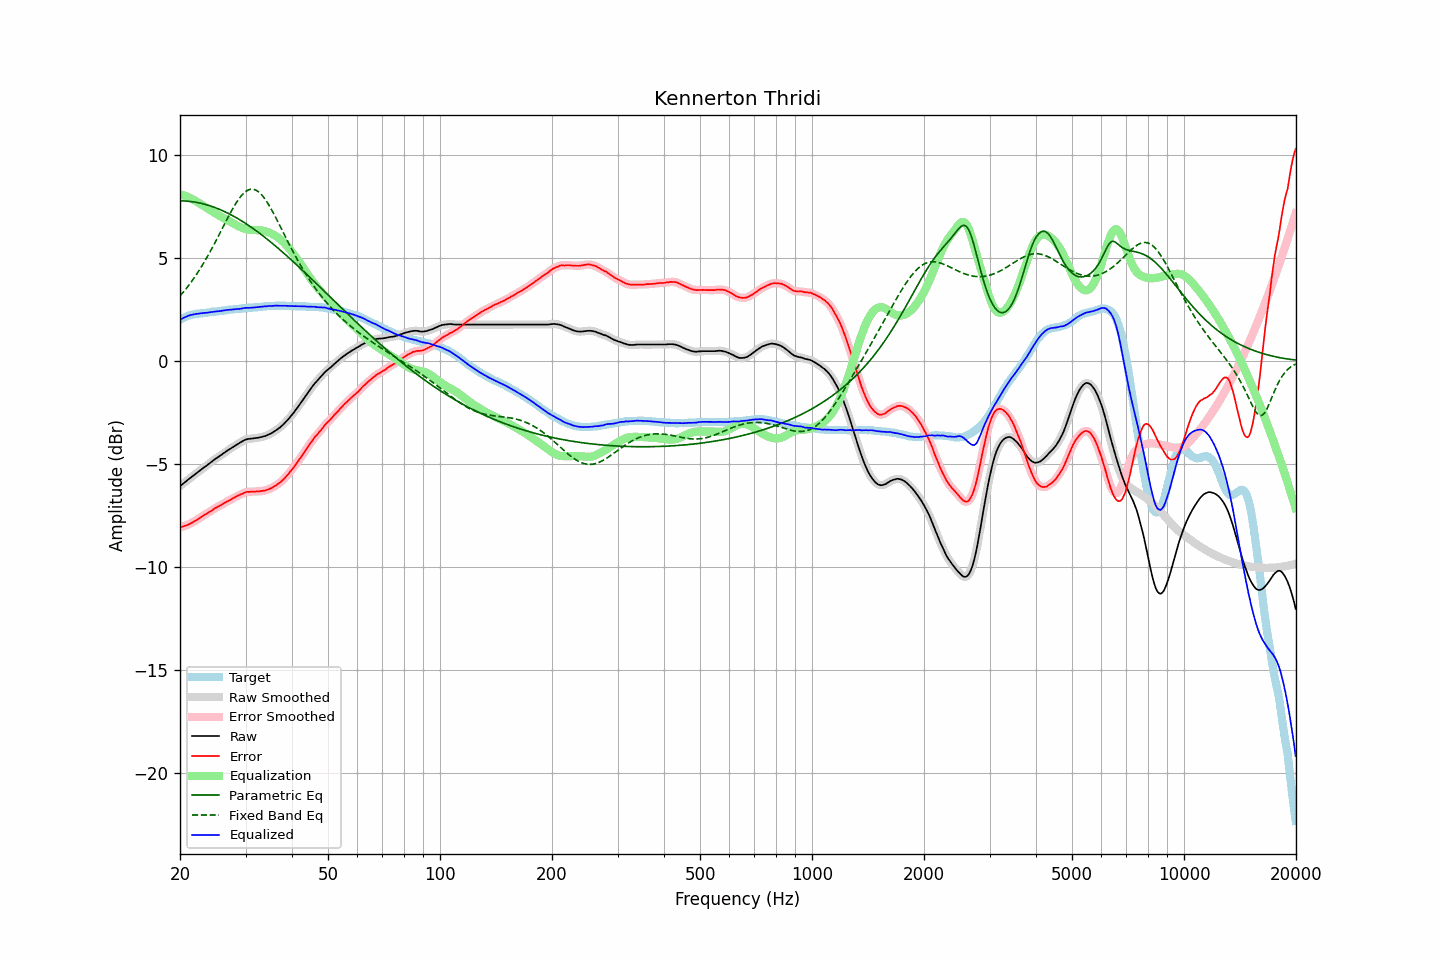 Kennerton Thridi
Amplitude (dBr)
10
5
0
−5
−10
−15
−20
Target
Raw Smoothed
Error Smoothed
Raw
Error
Equalization
Parametric Eq
Fixed Band Eq
Equalized
20 50 100 200 500 1000 2000 5000 10000 20000
Frequency (Hz)